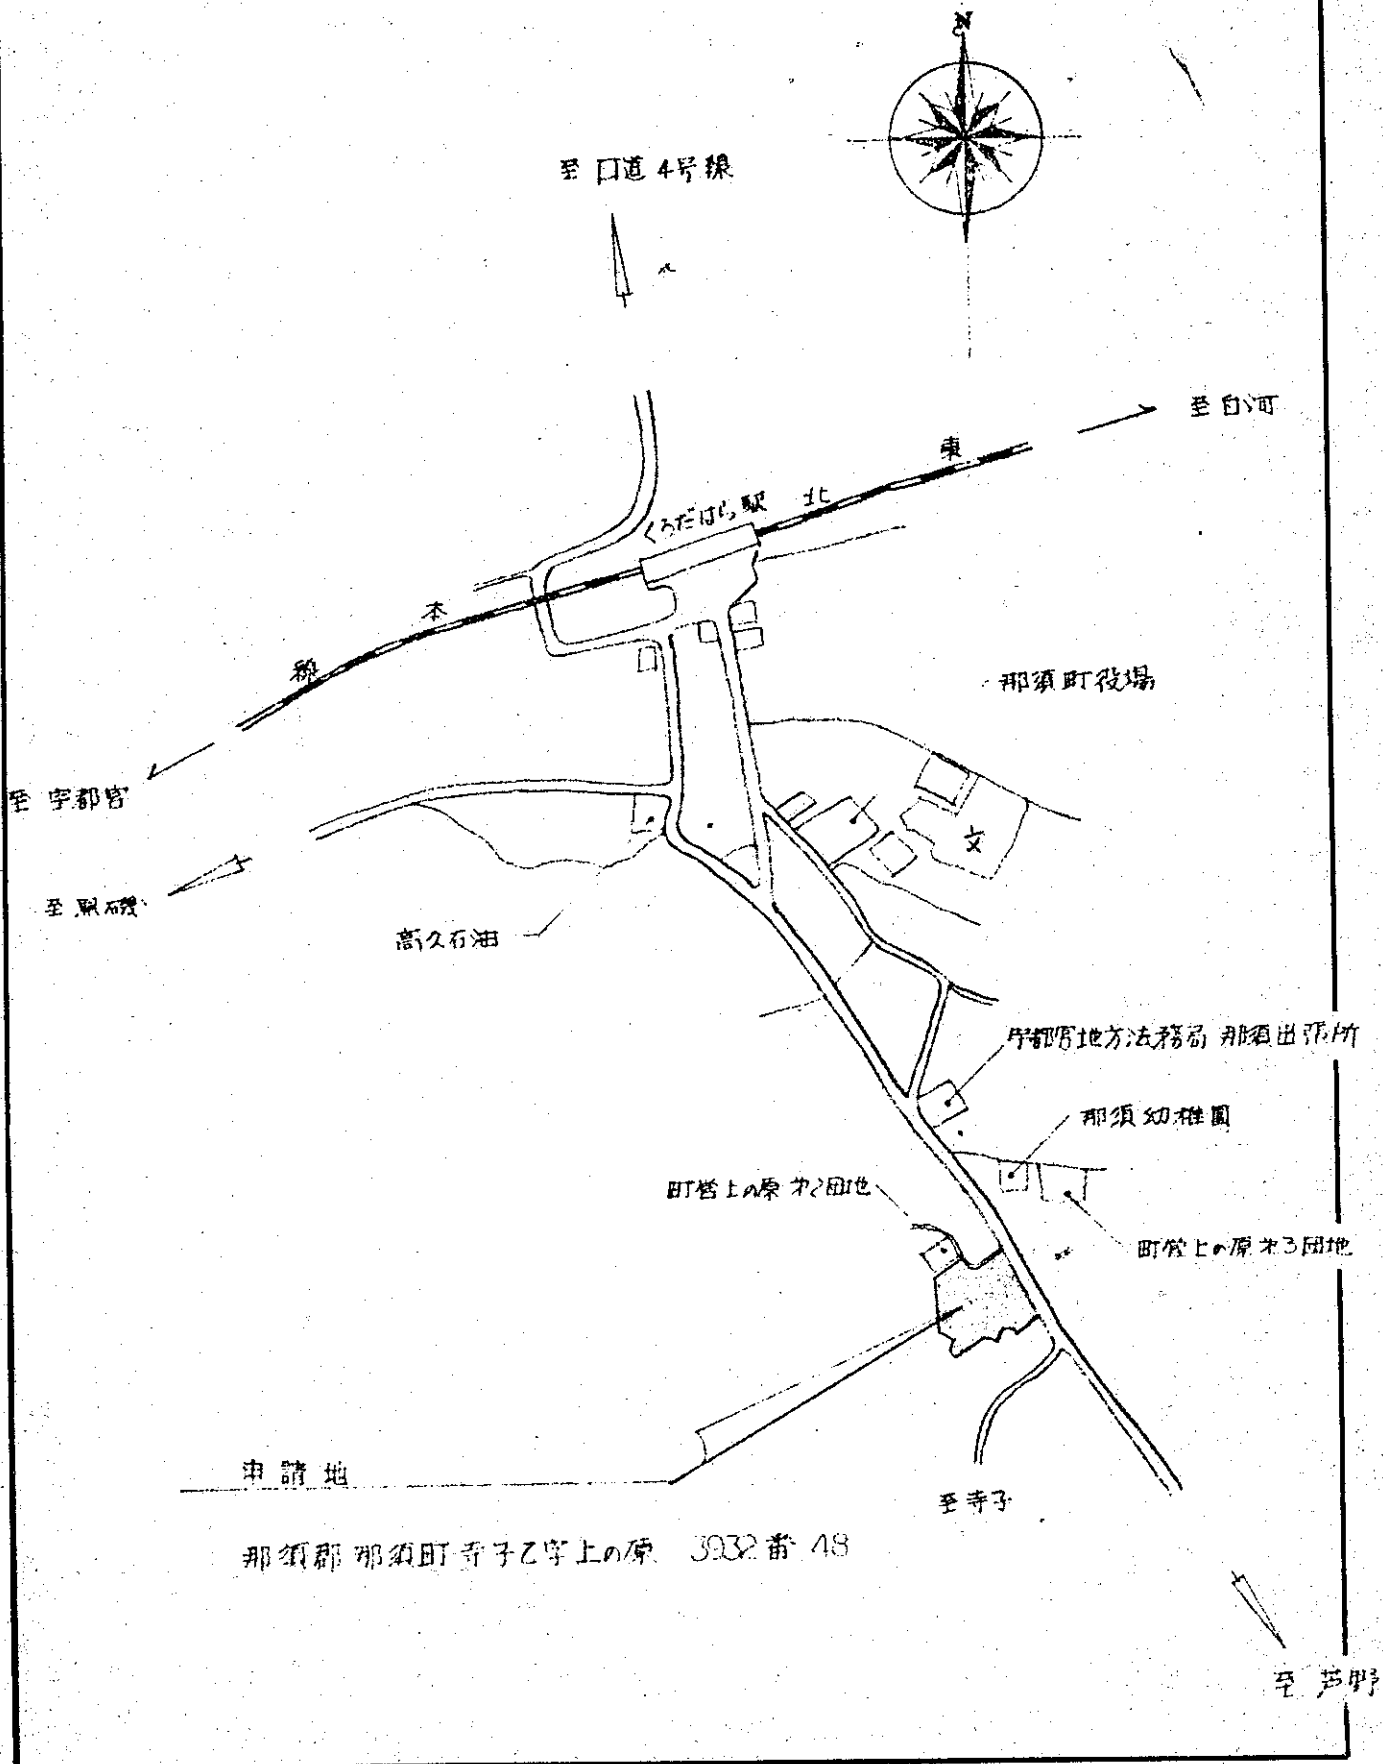 N
至 国道 4号線
至 白河
東
北
くろだはら駅
本
線
那須町役場
至 宇都宮
文
至 黒磯
高久石油
宇都宮地方法務局 那須出張所
那須幼稚園
町営上の原 才2団地
町営上の原才3団地
申請地
至寺子
那須郡那須町寺子乙字上の原 3932番 48
至 芦野